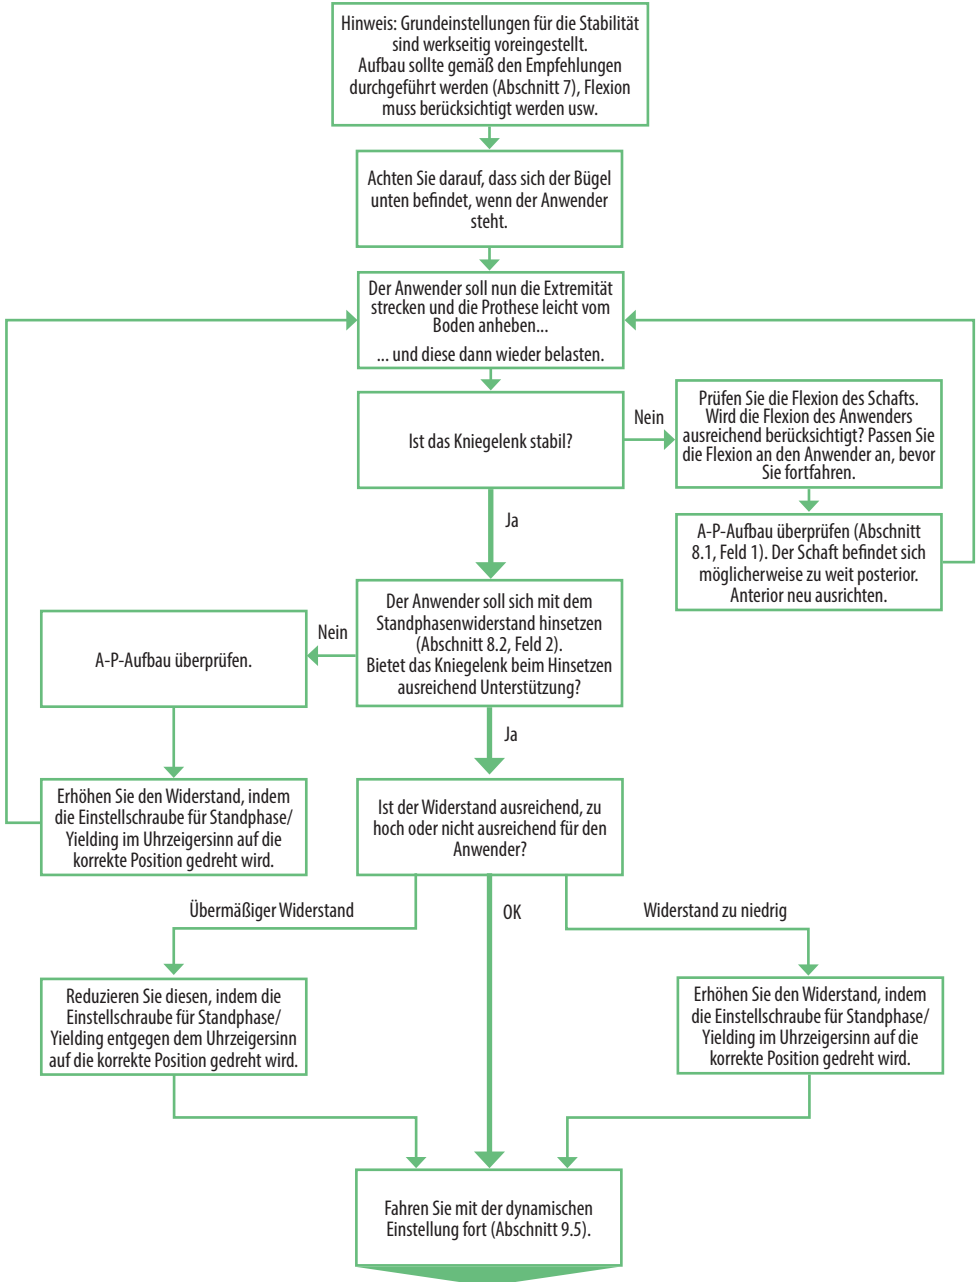 Hinweis: Grundeinstellungen für die Stabilität
sind werkseitig voreingestellt.
Aufbau sollte gemäß den Empfehlungen
durchgeführt werden (Abschnitt 7), Flexion
muss berücksichtigt werden usw.
Achten Sie darauf, dass sich der Bügel
unten befindet, wenn der Anwender
steht.
Der Anwender soll nun die Extremität
strecken und die Prothese leicht vom
Boden anheben...
... und diese dann wieder belasten.
Ist das Kniegelenk stabil?
Nein
Prüfen Sie die Flexion des Schafts.
Wird die Flexion des Anwenders
ausreichend berücksichtigt? Passen Sie
die Flexion an den Anwender an, bevor
Sie fortfahren.
A-P-Aufbau überprüfen (Abschnitt
8.1, Feld 1). Der Schaft befindet sich
möglicherweise zu weit posterior.
Anterior neu ausrichten.
Ja
Der Anwender soll sich mit dem
Standphasenwiderstand hinsetzen
(Abschnitt 8.2, Feld 2).
Bietet das Kniegelenk beim Hinsetzen
ausreichend Unterstützung?
Nein
A-P-Aufbau überprüfen.
Erhöhen Sie den Widerstand, indem
die Einstellschraube für Standphase/
Yielding im Uhrzeigersinn auf die
korrekte Position gedreht wird.
Ja
Ist der Widerstand ausreichend, zu
hoch oder nicht ausreichend für den
Anwender?
Übermäßiger Widerstand
OK
Widerstand zu niedrig
Reduzieren Sie diesen, indem die
Einstellschraube für Standphase/
Yielding entgegen dem Uhrzeigersinn
auf die korrekte Position gedreht wird.
Erhöhen Sie den Widerstand, indem
die Einstellschraube für Standphase/
Yielding im Uhrzeigersinn auf die
korrekte Position gedreht wird.
Fahren Sie mit der dynamischen
Einstellung fort (Abschnitt 9.5).